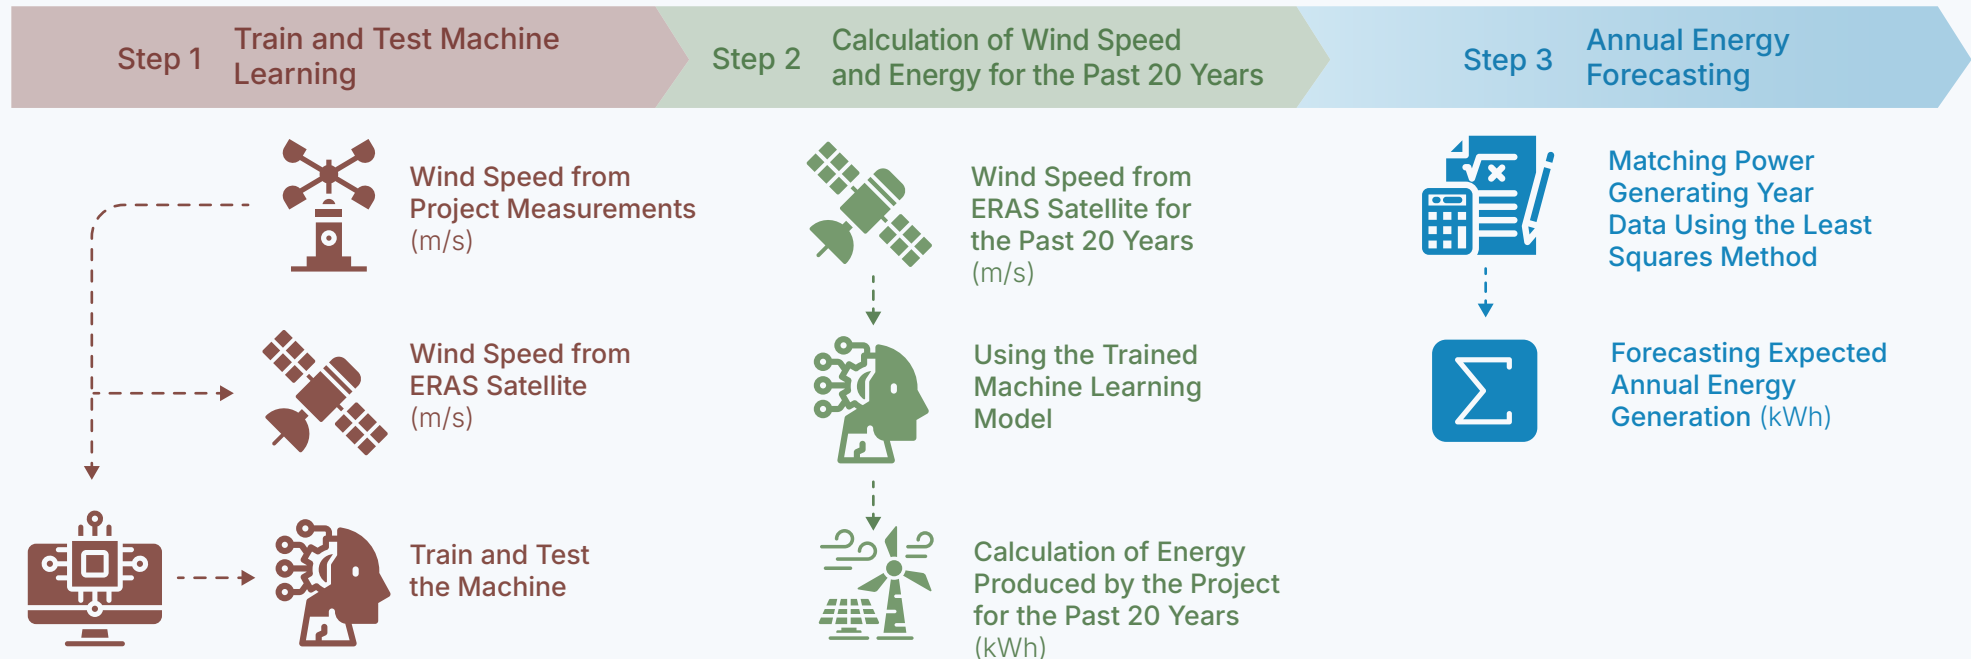 Step 1
Train and Test Machine
Learning
Step 2
Calculation of Wind Speed
and Energy for the Past 20 Years
Step 3
Annual Energy
Forecasting
Wind Speed from
Project Measurements
(m/s)
Wind Speed from
ERAS Satellite
(m/s)
Train and Test
the Machine
Wind Speed from
ERAS Satellite for
the Past 20 Years
(m/s)
Using the Trained
Machine Learning
Model
Calculation of Energy
Produced by the Project
for the Past 20 Years
(kWh)
√x
Matching Power
Generating Year
Data Using the Least
Squares Method
Σ
Forecasting Expected
Annual Energy
Generation (kWh)